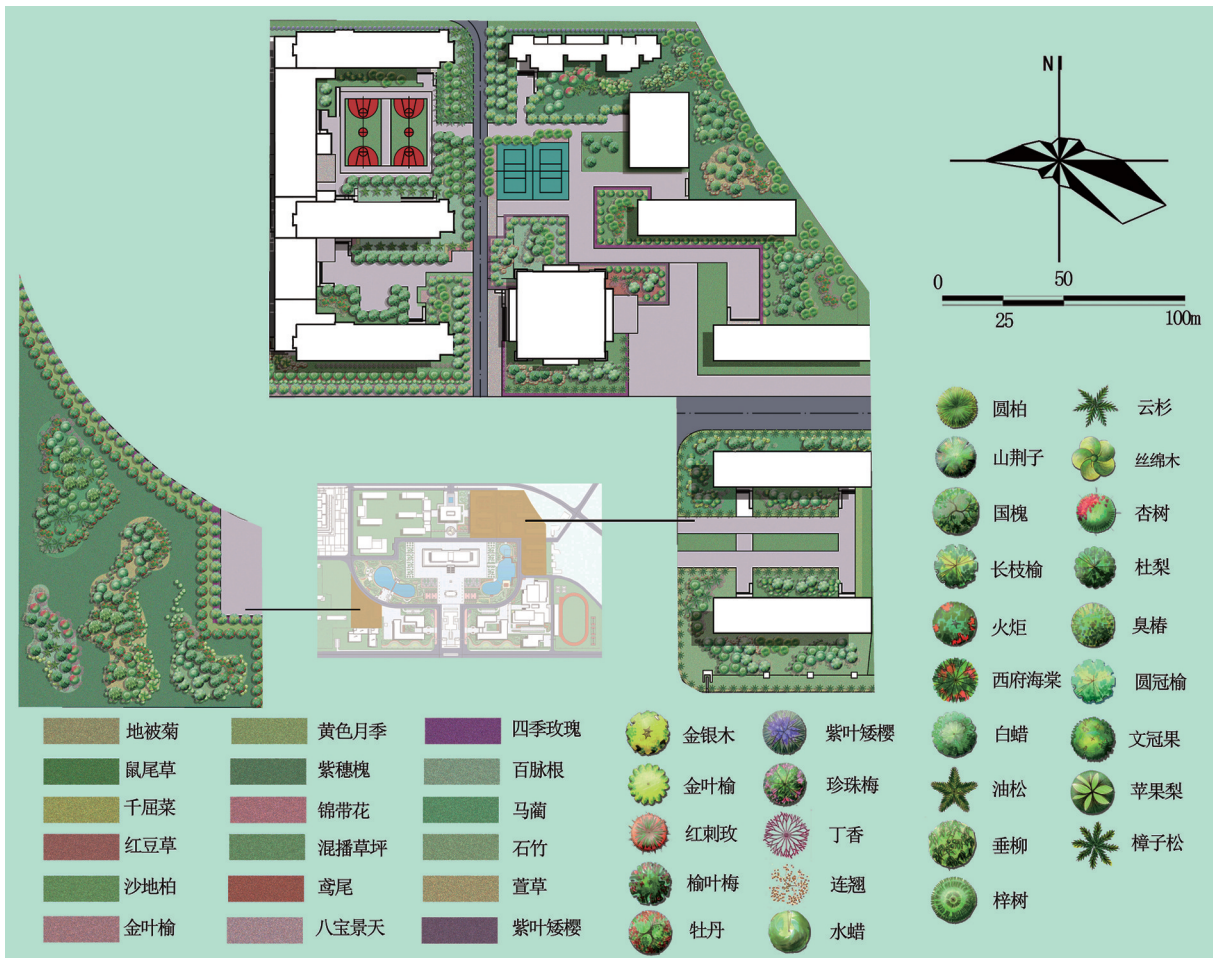 N
0
50
25
100m
圆柏
云杉
山荆子
丝绵木
国槐
杏树
长枝榆
杜梨
火炬
臭椿
西府海棠
圆冠榆
白蜡
文冠果
油松
苹果梨
垂柳
樟子松
梓树
地被菊
黄色月季
四季玫瑰
鼠尾草
紫穗槐
百脉根
千屈菜
锦带花
马蔺
红豆草
混播草坪
石竹
沙地柏
鸢尾
萱草
金叶榆
八宝景天
紫叶矮樱
金银木
紫叶矮樱
金叶榆
珍珠梅
红刺玫
丁香
榆叶梅
连翘
牡丹
水蜡